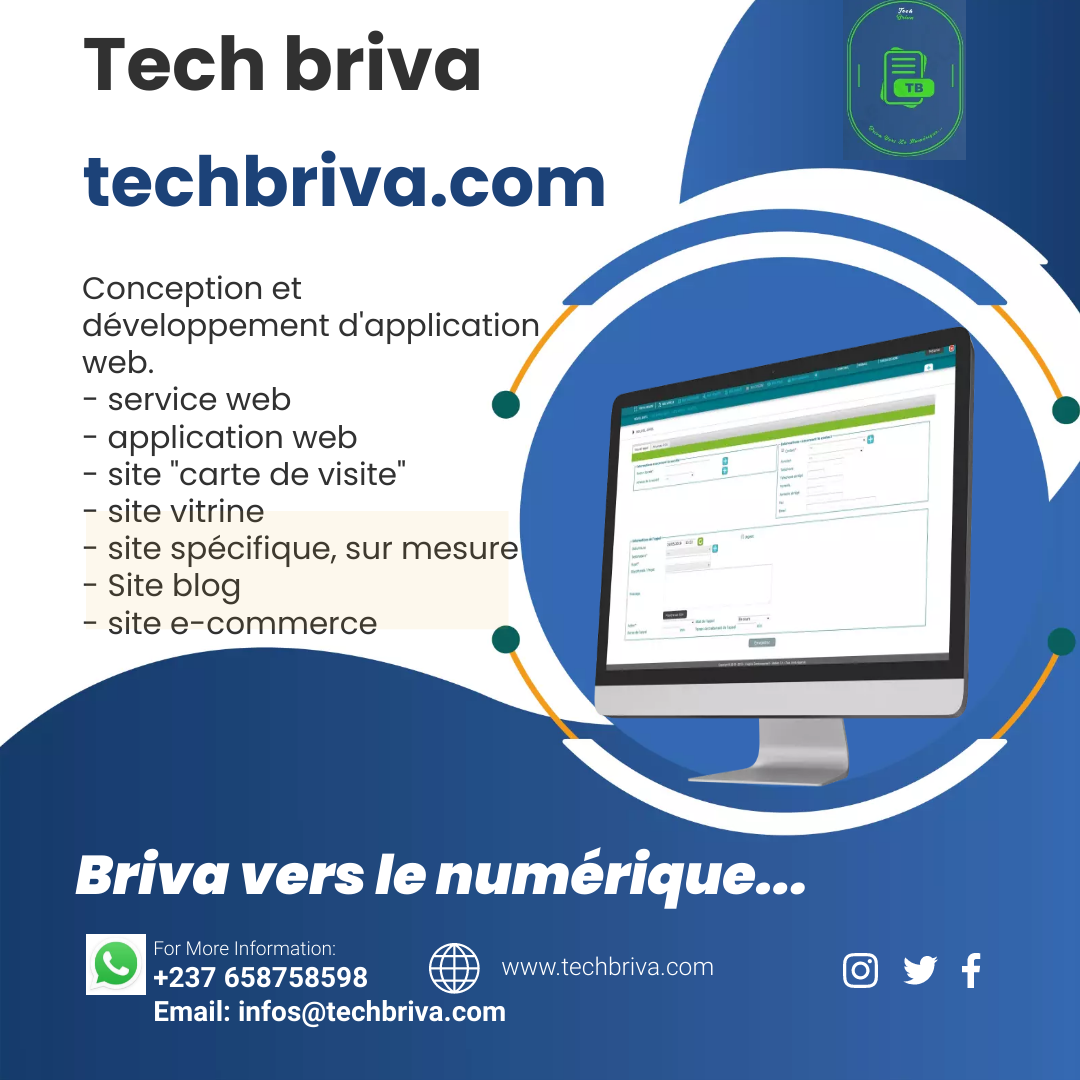 Tech briva
Tech
Briva
TB
techbriva.com
Conception et
développement d'application
web.
- service web
- application web
- site "carte de visite"
- site vitrine
- site spécifique, sur mesure
- Site blog
- site e-commerce
Briva vers le numérique...
For More Information:
+237 658758598
Email: infos@techbriva.com
www.techbriva.com